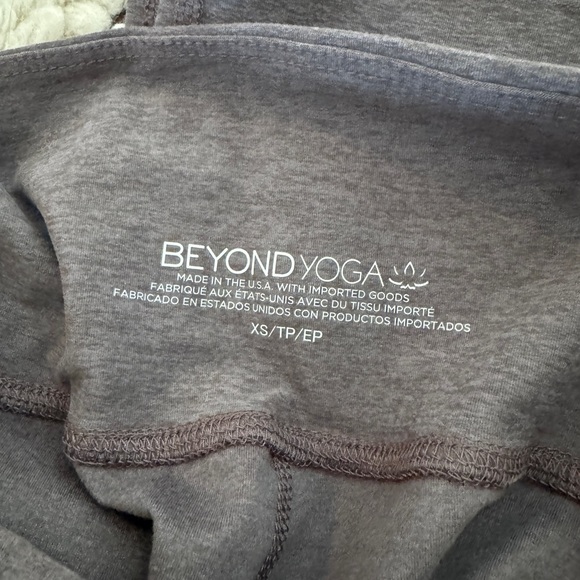 BEYOND YOGA
MADE IN THE U.S.A. WITH IMPORTED GOODS
FABRIQUÉ AUX ÉTATS-UNIS AVEC DU TISSU IMPORTÉ
FABRICADO EN ESTADOS UNIDOS CON PRODUCTOS IMPORTADOS
XS/TP/EP